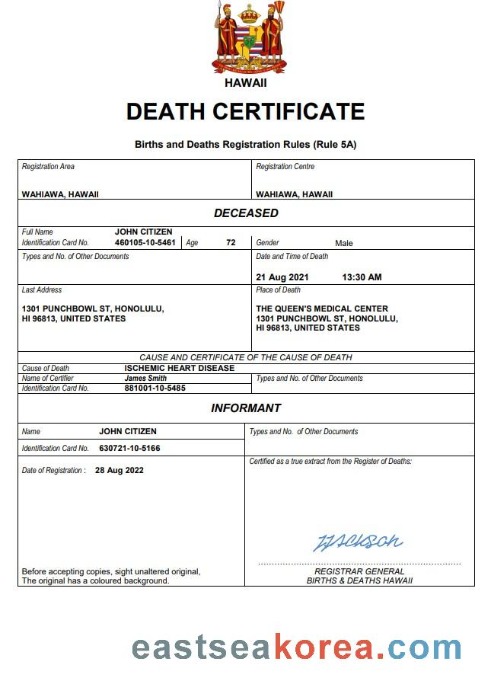 HAWAII
DEATH CERTIFICATE
Births and Deaths Registration Rules (Rule 5A)
Registration Area
Registration Centre
WAHIAWA, HAWAII
WAHIAWA, HAWAII
DECEASED
Full Name JOHN CITIZEN
Identification Card No. 460105-10-5461 Age 72 Gender Male
Types and No. of Other Documents
Date and Time of Death
21 Aug 2021 13:30 AM
Last Address
Place of Death
1301 PUNCHBOWL ST, HONOLULU,
HI 96813, UNITED STATES
THE QUEEN'S MEDICAL CENTER
1301 PUNCHBOWL ST, HONOLULU,
HI 96813, UNITED STATES
CAUSE AND CERTIFICATE OF THE CAUSE OF DEATH
Cause of Death ISCHEMIC HEART DISEASE
Name of Certifier James Smith
Types and No. of Other Documents
Identification Card No. 881001-10-5485
INFORMANT
Name JOHN CITIZEN
Types and No. of Other Documents
Identification Card No. 630721-10-5166
Date of Registration : 28 Aug 2022
Certified as a true extract from the Register of Deaths:
Before accepting copies, sight unaltered original,
The original has a coloured background.
REGISTRAR GENERAL
BIRTHS & DEATHS HAWAII
eastseakorea.com